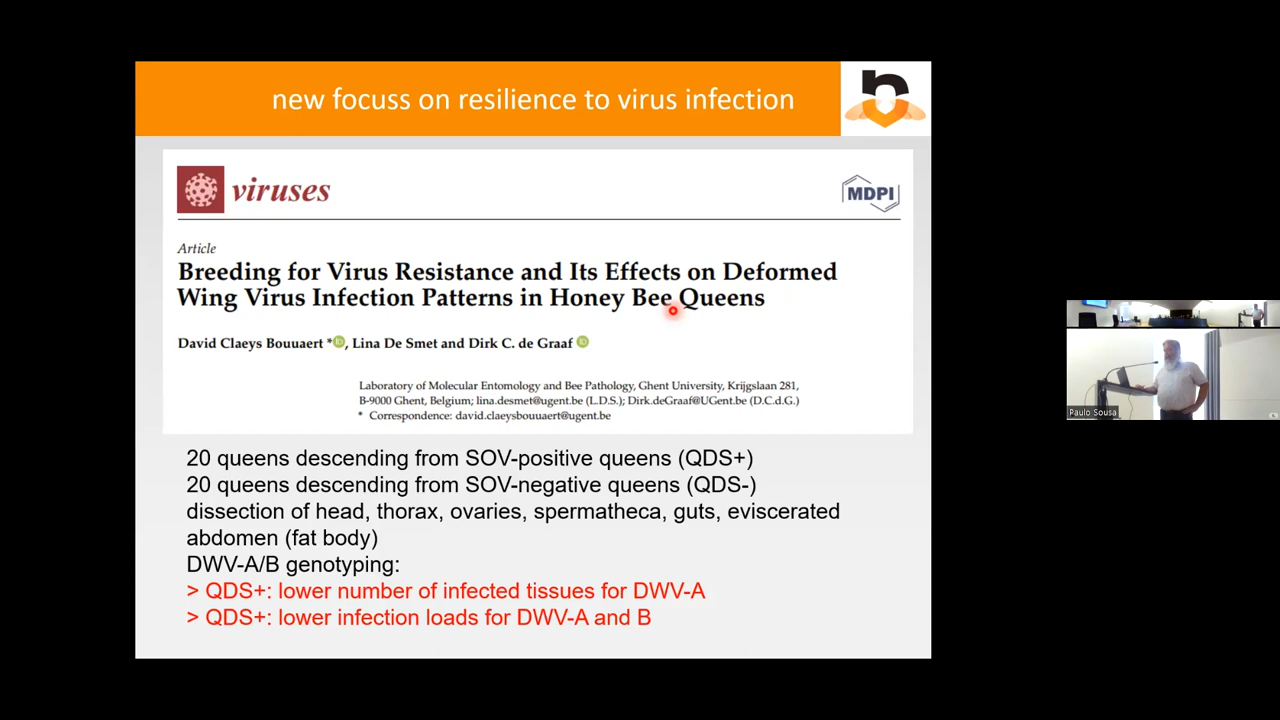 new focuss on resilience to virus infection
viruses
MDPI
Article
Breeding for Virus Resistance and Its Effects on Deformed
Wing Virus Infection Patterns in Honey Bee Queens
David Claeys Bouuaert *, Lina De Smet and Dirk C. de Graaf
Laboratory of Molecular Entomology and Bee Pathology, Ghent University, Krijgslaan 281,
B-9000 Ghent, Belgium; lina.desmet@ugent.be (L.D.S.); Dirk.deGraaf@UGent.be (D.C.d.G.)
* Correspondence: david.claeysbouuaert@ugent.be
20 queens descending from SOV-positive queens (QDS+)
20 queens descending from SOV-negative queens (QDS-)
dissection of head, thorax, ovaries, spermatheca, guts, eviscerated
abdomen (fat body)
DWV-A/B genotyping:
> QDS+: lower number of infected tissues for DWV-A
> QDS+: lower infection loads for DWV-A and B
Paulo Sousa